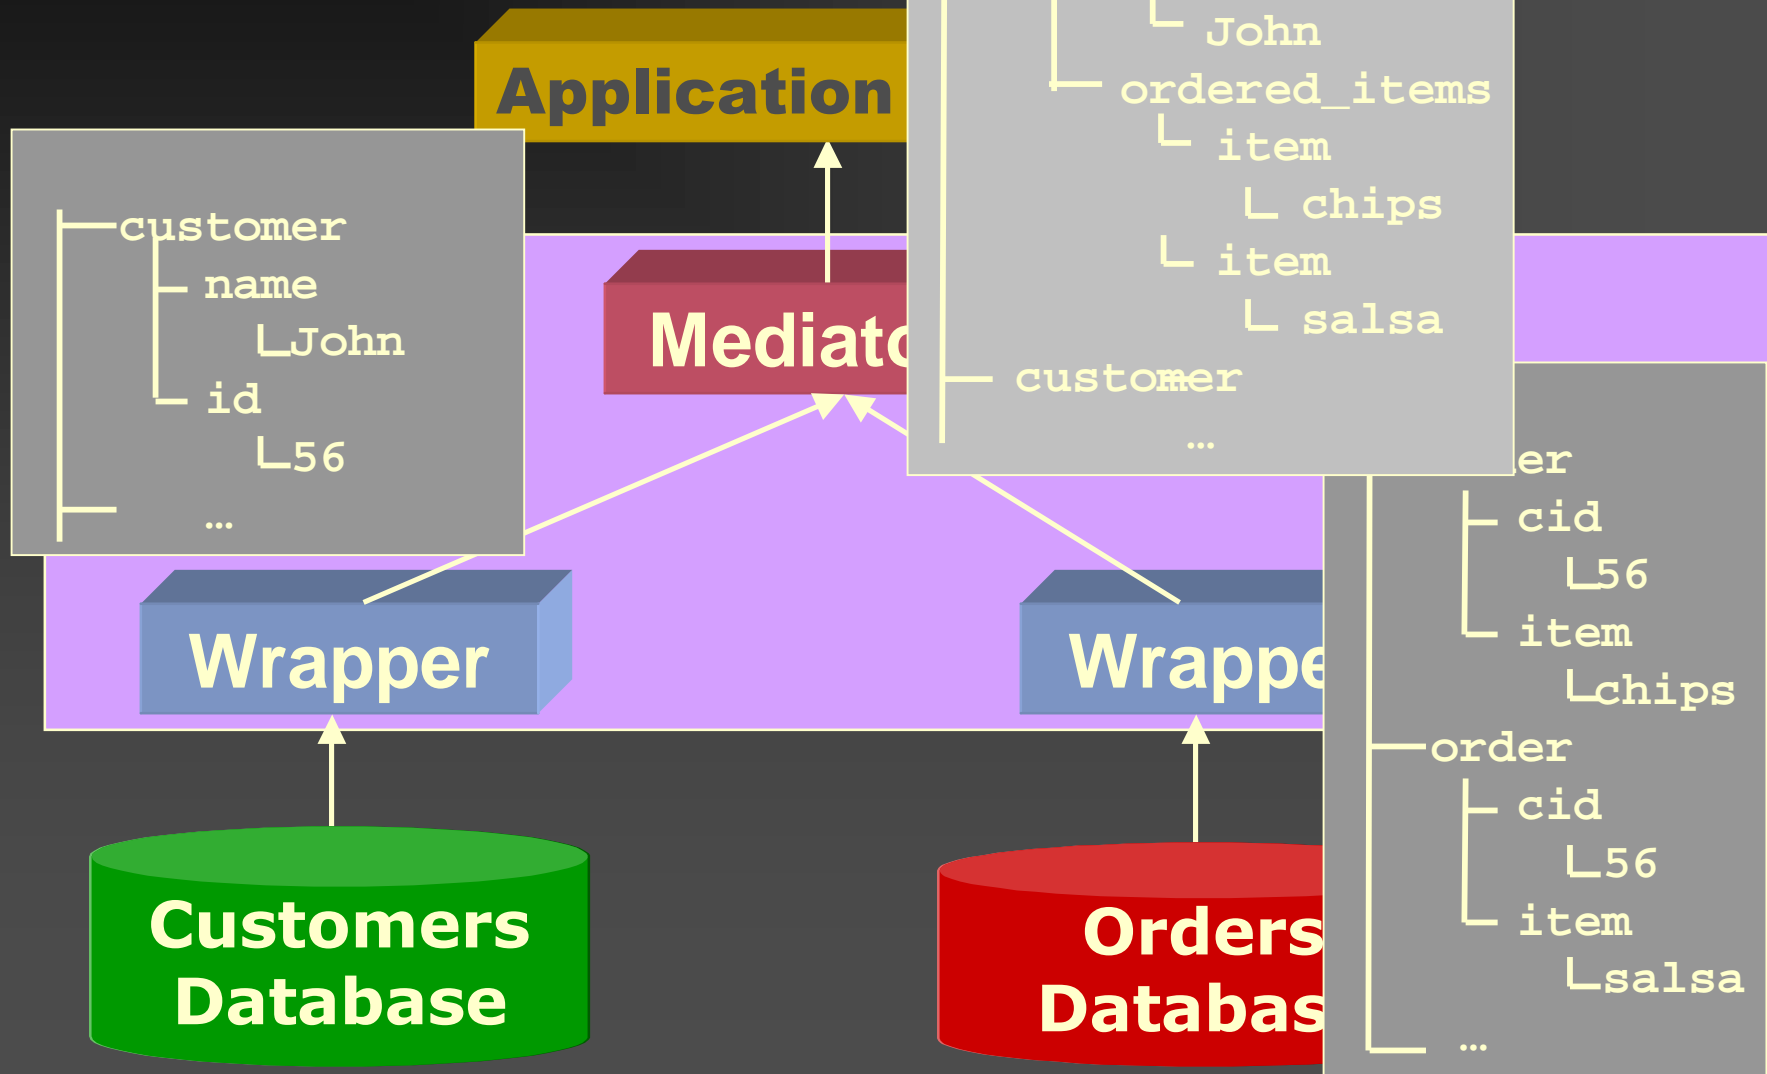 Application
John
ordered_items
item
chips
item
salsa
customer
…
customer
name
John
id
56
…
Mediato
Wrapper
Wrappe
er
cid
56
item
chips
order
cid
56
item
salsa
…
Customers
Database
Orders
Databas